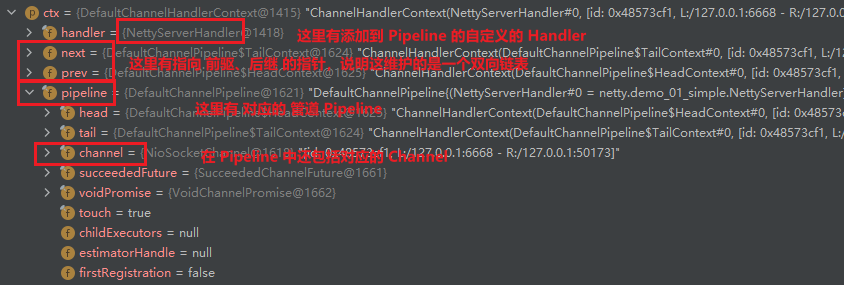 ctx = {DefaultChannelHandlerContext@1415} "ChannelHandlerContext(NettyServerHandler#0, [id: 0x48573cf1, L:/127.0.0.1:6668 - R:/127.0.0.1:
handler = {NettyServerHandler@1418} 这里有添加到 Pipeline 的自定义的 Handler
next = {DefaultChannelPipeline$TailContext@1624} "ChannelHandlerContext(DefaultChannelPipeline$TailContext#0, [id: 0x48573cf1, L:/
这里有指向 前驱、后继 的指针，说明这维护的是一个双向链表
prev = {DefaultChannelPipeline$HeadContext@1625} "ChannelHandlerContext(DefaultChannelPipeline$HeadContext#0, [id: 0x48573cf1, L:
pipeline = {DefaultChannelPipeline@1621} "DefaultChannelPipeline{(NettyServerHandler#0 = netty.demo_01_simple.NettyServerHandler)
这里有 对应的 管道 Pipeline
head = {DefaultChannelPipeline$HeadContext@1625} "ChannelHandlerContext(DefaultChannelPipeline$HeadContext#0, [id: 0x48573cf1,
tail = {DefaultChannelPipeline$TailContext@1624} "ChannelHandlerContext(DefaultChannelPipeline$TailContext#0, [id: 0x48573cf1, L:/
channel = {NioSocketChannel@1619} "[id: 0x48573cf1, L:/127.0.0.1:6668 - R:/127.0.0.1:50173]"
在 Pipeline 中还包括对应的 Channel
succeededFuture = {SucceededChannelFuture@1661}
voidPromise = {VoidChannelPromise@1662}
touch = true
childExecutors = null
estimatorHandle = null
firstRegistration = false